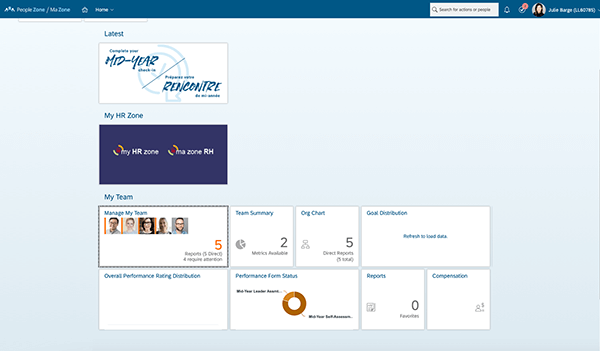 People Zone / Ma Zone
Home
Search for actions or people
Julie Barge (LL60785)
Latest
Complete your
MID-YEAR
check-in
Préparez votre
RENCONTRE
de mi-année
My HR Zone
my HR zone
ma zone RH
My Team
Manage My Team
5
Reports (5 Direct)
4 require attention
Team Summary
2
Metrics Available
Org Chart
5
Direct Reports
(5 total)
Goal Distribution
Refresh to load data.
Overall Performance Rating Distribution
Performance Form Status
Mid-Year Leader Asses...
Mid-Year Self-Assessm...
Reports
0
Favorites
Compensation